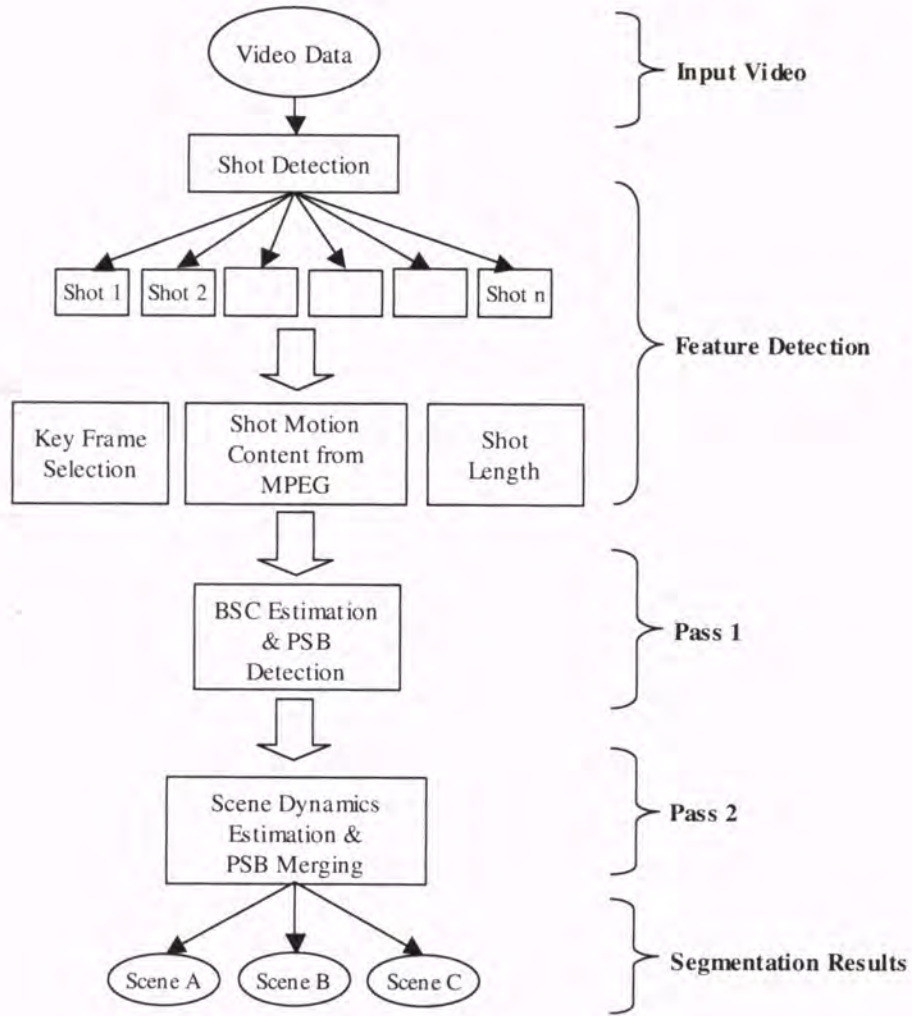 Video Data
Input Video
Shot Detection
Shot 1
Shot 2
Shot n
Feature Detection
Key Frame
Selection
Shot Motion
Content from
MPEG
Shot
Length
BSC Estimation
& PSB
Detection
Pass 1
Scene Dynamics
Estimation &
PSB Merging
Pass 2
Scene A
Scene B
Scene C
Segmentation Results